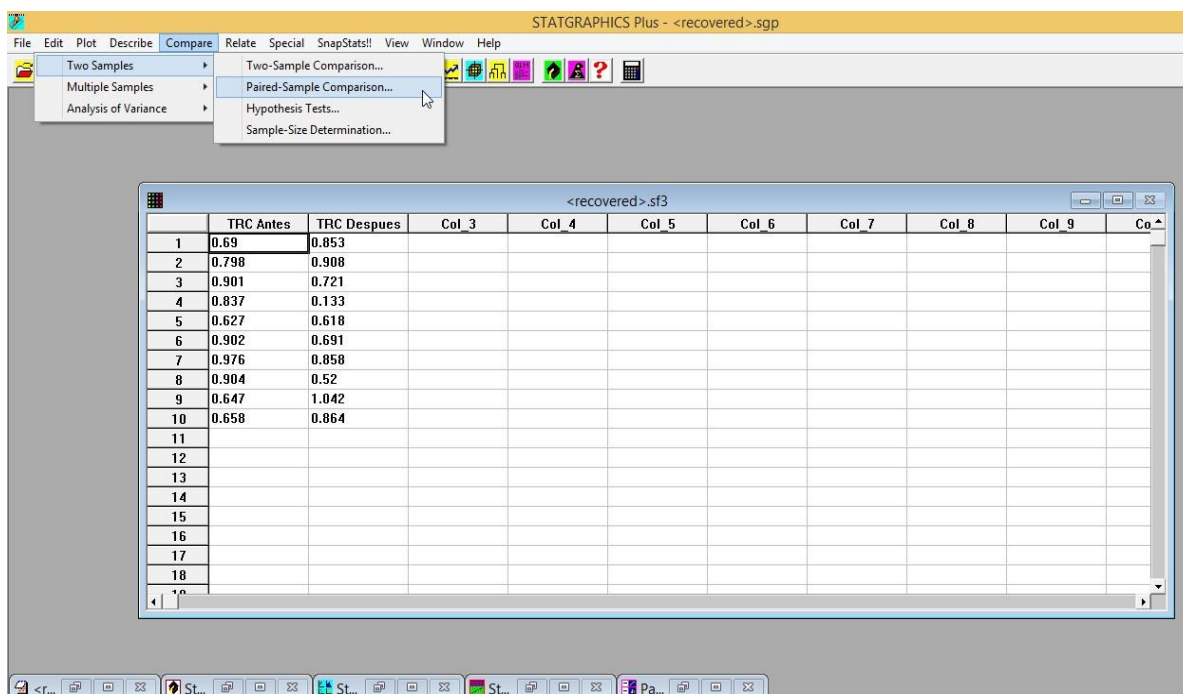 STATGRAPHICS Plus - <recovered>.sgp
File Edit Plot Describe Compare Relate Special SnapStats!! View Window Help
Two Samples
Multiple Samples
Analysis of Variance
Two-Sample Comparison...
Paired-Sample Comparison...
Hypothesis Tests...
Sample-Size Determination...
<recovered>.sf3
TRC Antes TRC Despues Col_3 Col_4 Col_5 Col_6 Col_7 Col_8 Col_9 Co
1 0.69 0.853
2 0.798 0.908
3 0.901 0.721
4 0.837 0.133
5 0.627 0.618
6 0.902 0.691
7 0.976 0.858
8 0.904 0.52
9 0.647 1.042
10 0.658 0.864
11
12
13
14
15
16
17
18
<r... St... St... St... Pa...